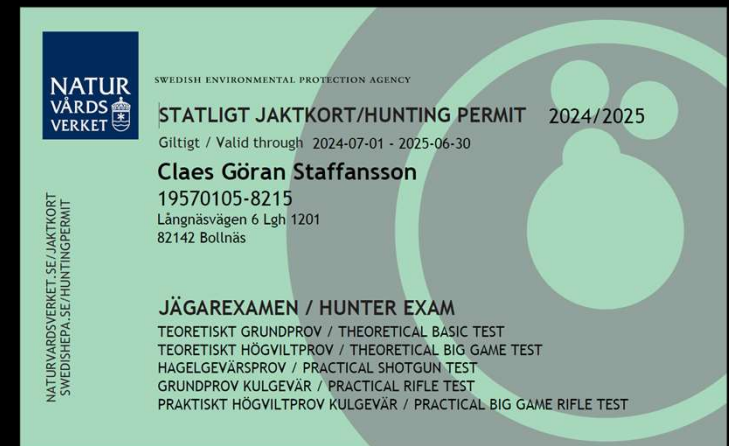 NATUR
VÅRDS
VERKET
SWEDISH ENVIRONMENTAL PROTECTION AGENCY
STATLIGT JAKTKORT/HUNTING PERMIT 2024/2025
Giltigt / Valid through 2024-07-01 - 2025-06-30
Claes Göran Staffansson
19570105-8215
Långnäsvägen 6 Lgh 1201
82142 Bollnäs
NATURVARDSVERKET.SE/JAKTKORT
SWEDISHEPA.SE/HUNTINGPERMIT
JÄGAREXAMEN / HUNTER EXAM
TEORETISKT GRUNDPROV / THEORETICAL BASIC TEST
TEORETISKT HÖGVILTPROV / THEORETICAL BIG GAME TEST
HAGELGEVÄRSPROV / PRACTICAL SHOTGUN TEST
GRUNDPROV KULGEVÄR / PRACTICAL RIFLE TEST
PRAKTISKT HÖGVILTPROV KULGEVÄR / PRACTICAL BIG GAME RIFLE TEST